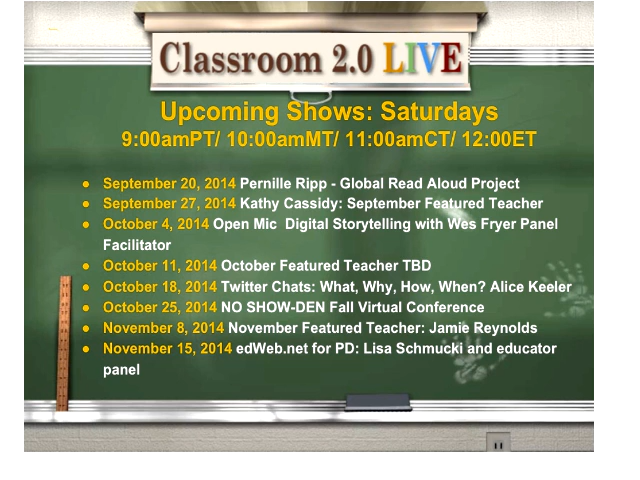 Classroom 2.0 LIVE
Upcoming Shows: Saturdays
9:00amPT/ 10:00amMT/ 11:00amCT/ 12:00ET
● September 20, 2014 Pernille Ripp - Global Read Aloud Project
● September 27, 2014 Kathy Cassidy: September Featured Teacher
● October 4, 2014 Open Mic  Digital Storytelling with Wes Fryer Panel
Facilitator
● October 11, 2014 October Featured Teacher TBD
● October 18, 2014 Twitter Chats: What, Why, How, When? Alice Keeler
● October 25, 2014 NO SHOW-DEN Fall Virtual Conference
● November 8, 2014 November Featured Teacher: Jamie Reynolds
● November 15, 2014 edWeb.net for PD: Lisa Schmucki and educator
panel